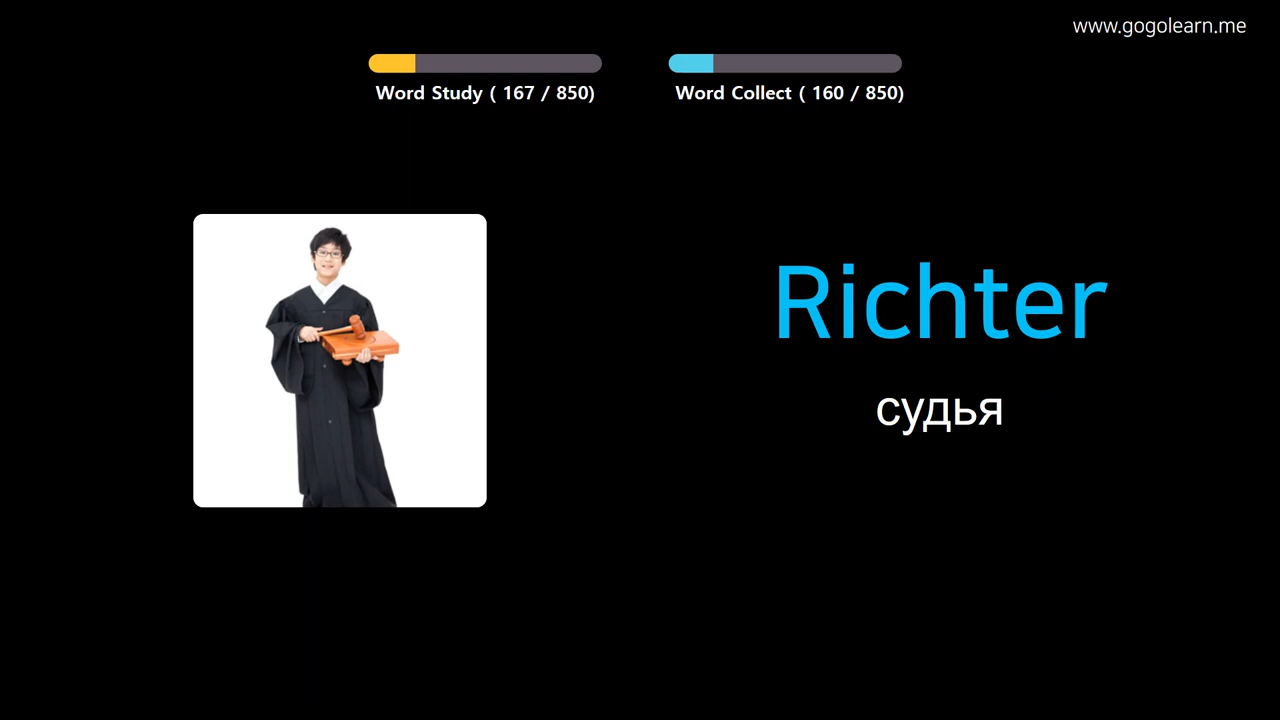 www.gogolearn.me
Word Study ( 167 / 850)
Word Collect ( 160 / 850)
Richter
судья